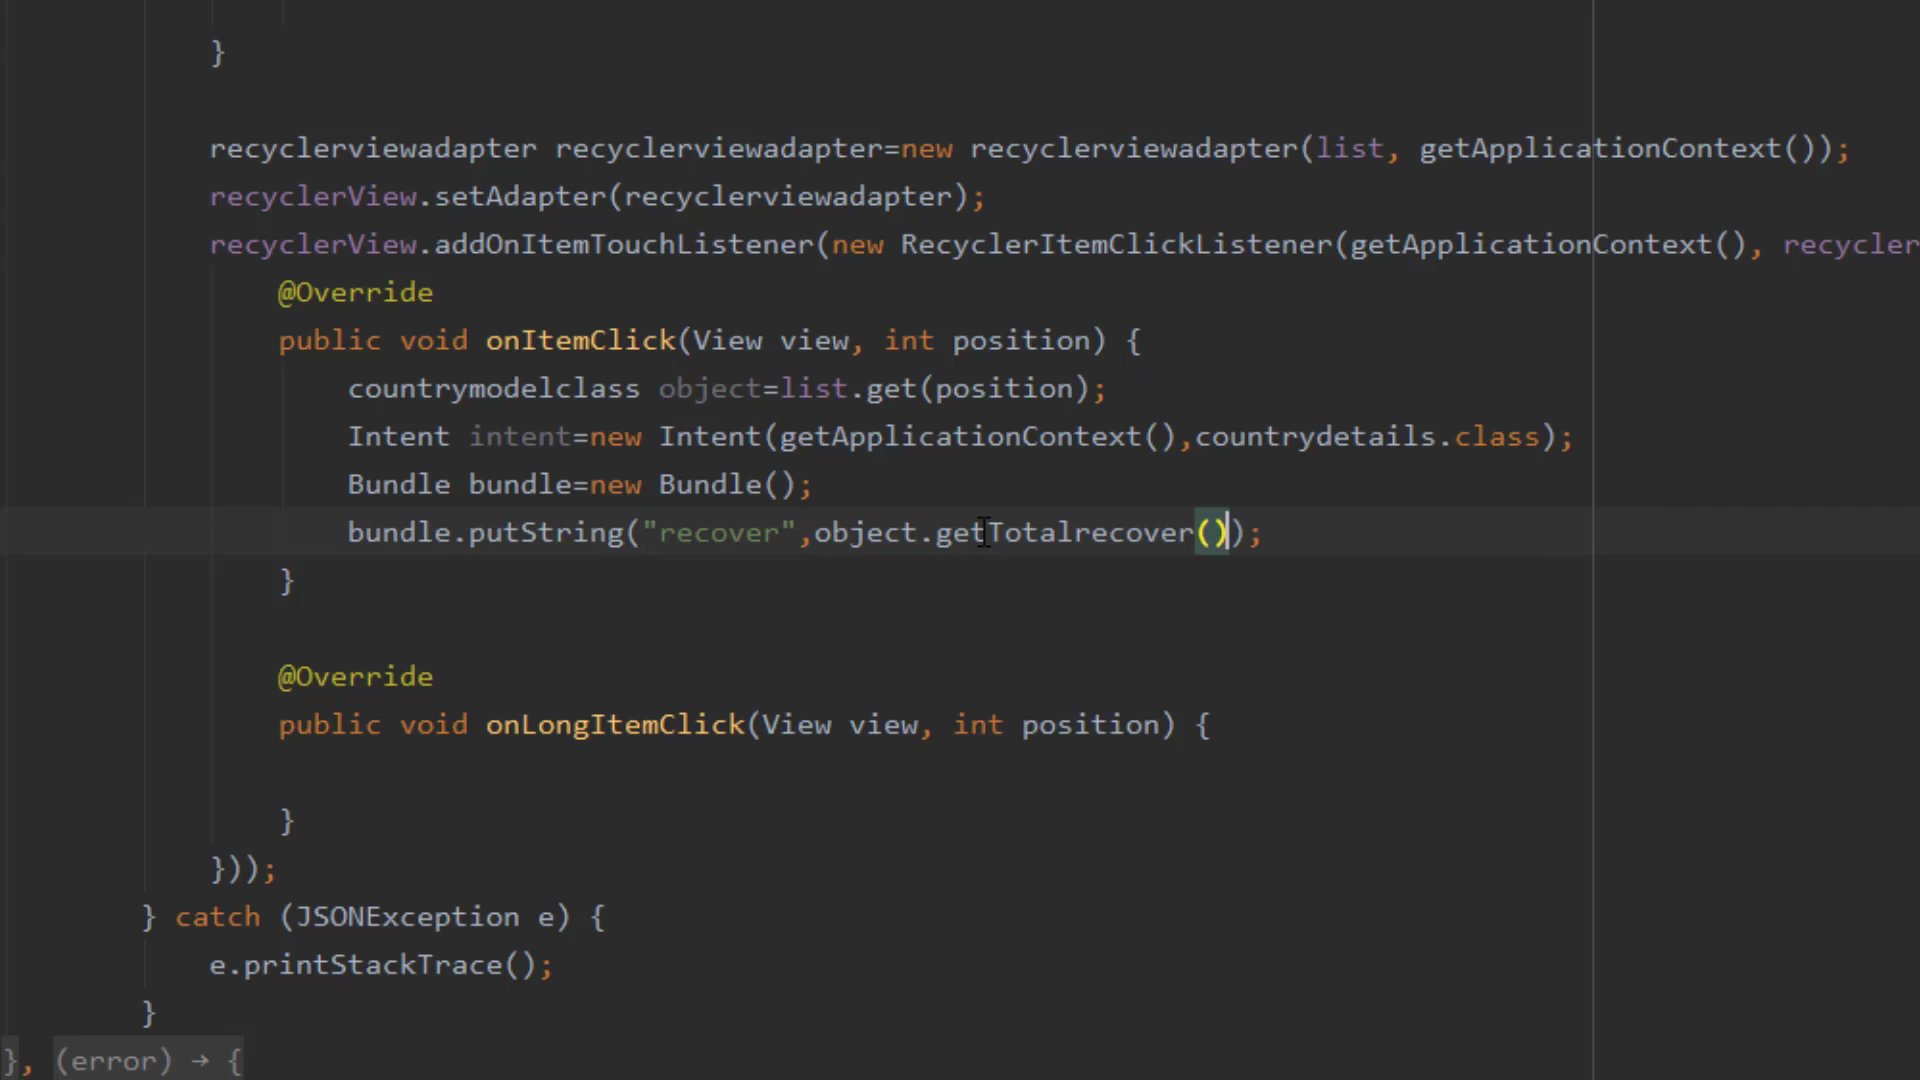 }
recyclerviewadapter recyclerviewadapter=new recyclerviewadapter(list, getApplicationContext());
recyclerView.setAdapter(recyclerviewadapter);
recyclerView.addOnItemTouchListener(new RecyclerItemClickListener(getApplicationContext(), recycler
@Override
public void onItemClick(View view, int position) {
countrymodelclass object=list.get(position);
Intent intent=new Intent(getApplicationContext(),countrydetails.class);
Bundle bundle=new Bundle();
bundle.putString("recover",object.getTotalrecover());
}
@Override
public void onLongItemClick(View view, int position) {
}
}));
} catch (JSONException e) {
e.printStackTrace();
}
}, (error) → {